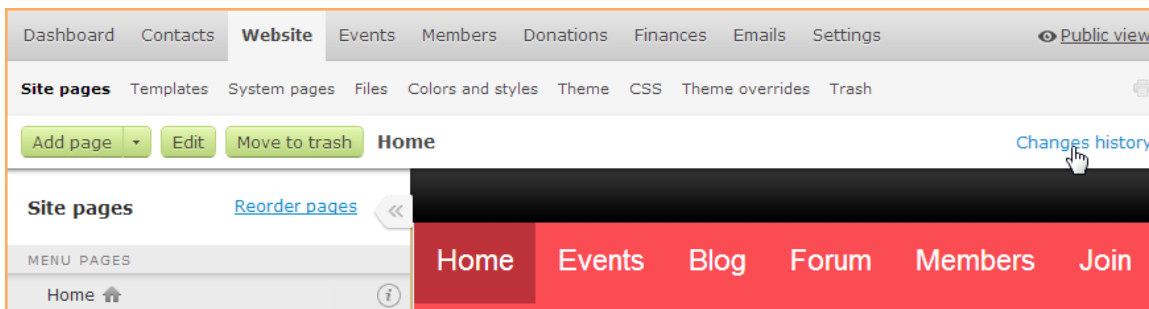 Dashboard Contacts Website Events Members Donations Finances Emails Settings Public view
Site pages Templates System pages Files Colors and styles Theme CSS Theme overrides Trash
Add page Edit Move to trash Home Changes history
Site pages Reorder pages
Home Events Blog Forum Members Join
MENU PAGES
Home